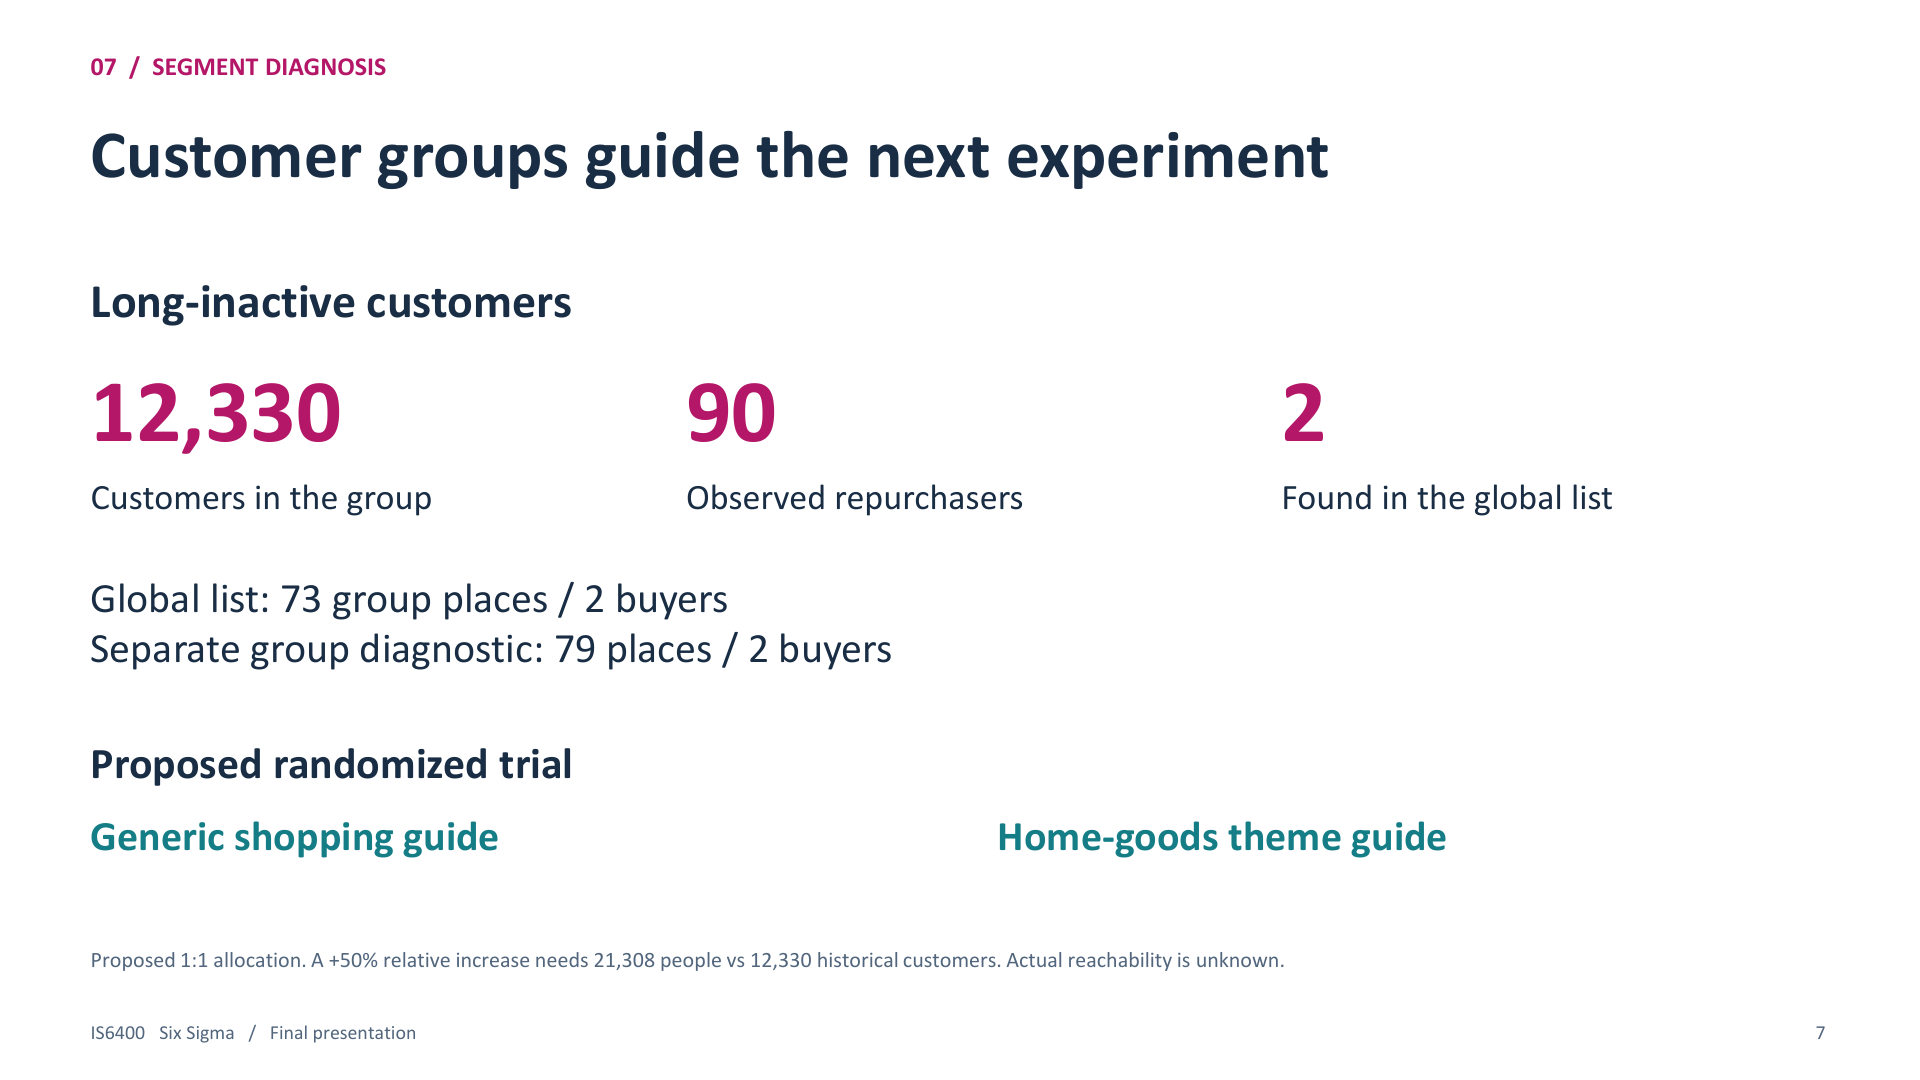 07 / SEGMENT DIAGNOSIS
Customer groups guide the next experiment
Long-inactive customers
12,330
Customers in the group
90
Observed repurchasers
2
Found in the global list
Global list: 73 group places / 2 buyers
Separate group diagnostic: 79 places / 2 buyers
Proposed randomized trial
Generic shopping guide
Home-goods theme guide
Proposed 1:1 allocation. A +50% relative increase needs 21,308 people vs 12,330 historical customers. Actual reachability is unknown.
IS6400 Six Sigma / Final presentation
7